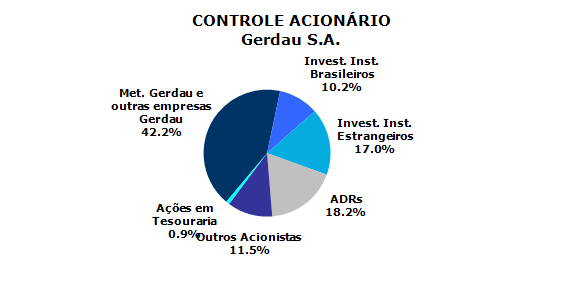 CONTROLE ACIONÁRIO
Gerdau S.A.
Invest. Inst.
Brasileiros
10.2%
Met. Gerdau e
outras empresas
Gerdau
42.2%
Invest. Inst.
Estrangeiros
17.0%
ADRs
18.2%
Ações em
Tesouraria
0.9%
Outros Acionistas
11.5%